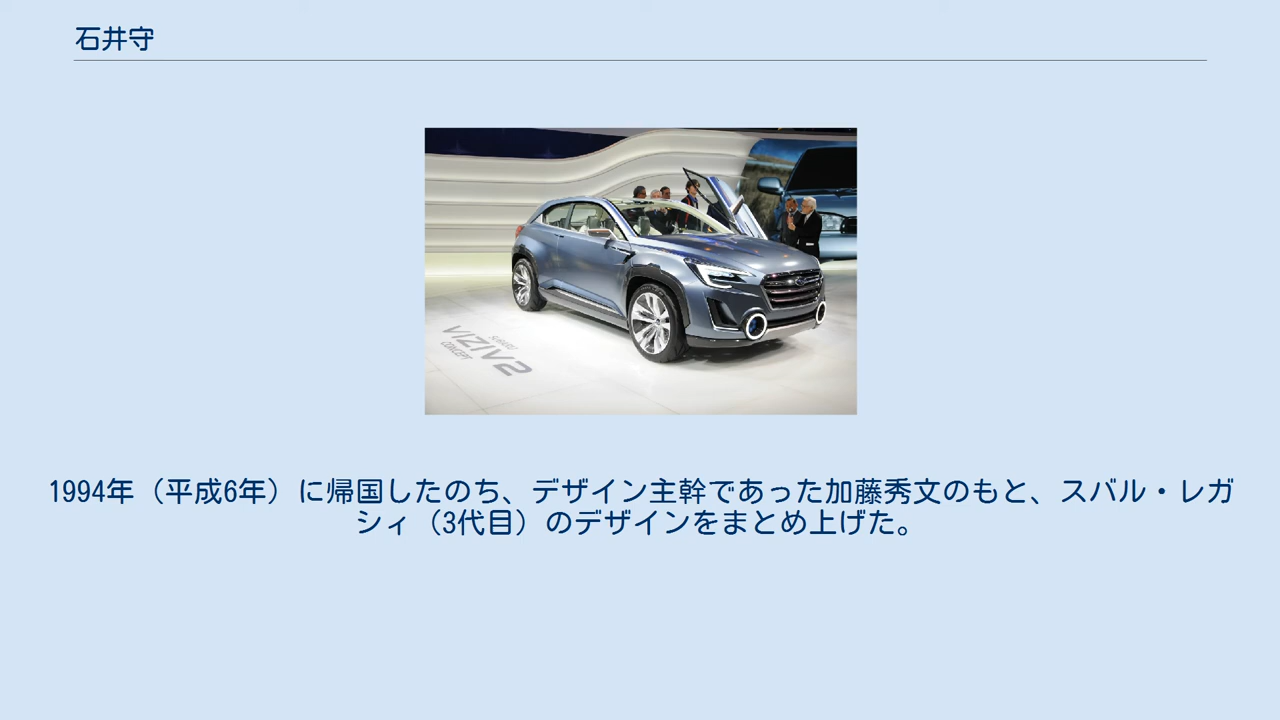 石井守
SUBARU
VIZIV2
CONCEPT
1994年（平成6年）に帰国したのち、デザイン主幹であった加藤秀文のもと、スバル・レガ
シィ（3代目）のデザインをまとめ上げた。